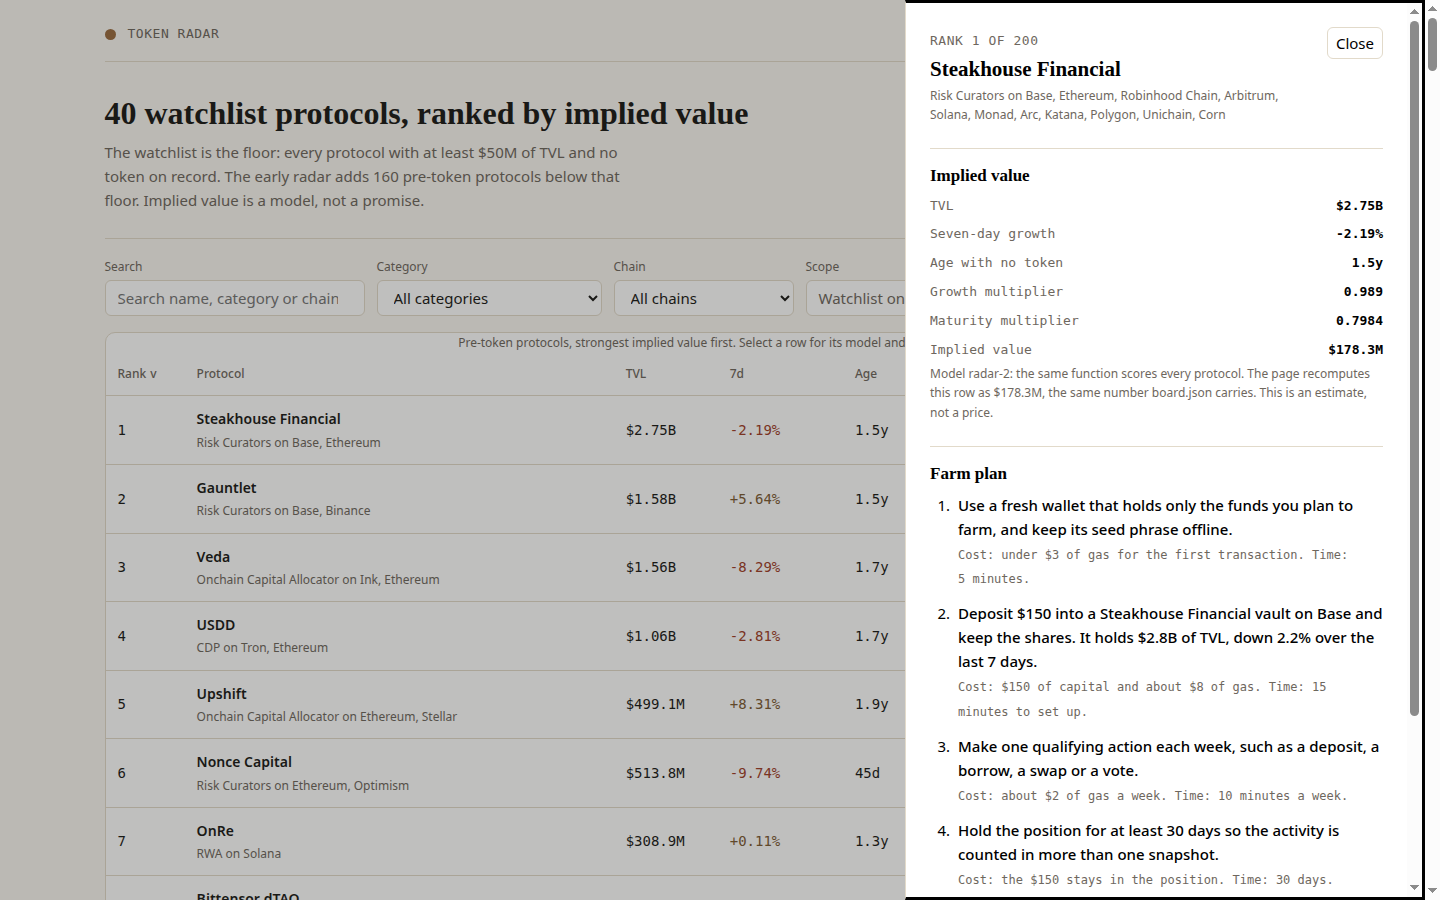 TOKEN RADAR
40 watchlist protocols, ranked by implied value
The watchlist is the floor: every protocol with at least $50M of TVL and no
token on record. The early radar adds 160 pre-token protocols below that
floor. Implied value is a model, not a promise.
Search
Category
Chain
Scope
Search name, category or chain
All categories
All chains
Watchlist on
Pre-token protocols, strongest implied value first. Select a row for its model and
Rank v
Protocol
TVL
7d
Age
1
Steakhouse Financial
Risk Curators on Base, Ethereum
$2.75B
-2.19%
1.5y
2
Gauntlet
Risk Curators on Base, Binance
$1.58B
+5.64%
1.5y
3
Veda
Onchain Capital Allocator on Ink, Ethereum
$1.56B
-8.29%
1.7y
4
USDD
CDP on Tron, Ethereum
$1.06B
-2.81%
1.7y
5
Upshift
Onchain Capital Allocator on Ethereum, Stellar
$499.1M
+8.31%
1.9y
6
Nonce Capital
Risk Curators on Ethereum, Optimism
$513.8M
-9.74%
45d
7
OnRe
RWA on Solana
$308.9M
+0.11%
1.3y
Bittensor dTAO
RANK 1 OF 200
Close
Steakhouse Financial
Risk Curators on Base, Ethereum, Robinhood Chain, Arbitrum,
Solana, Monad, Arc, Katana, Polygon, Unichain, Corn
Implied value
TVL
$2.75B
Seven-day growth
-2.19%
Age with no token
1.5y
Growth multiplier
0.989
Maturity multiplier
0.7984
Implied value
$178.3M
Model radar-2: the same function scores every protocol. The page recomputes
this row as $178.3M, the same number board.json carries. This is an estimate,
not a price.
Farm plan
1. Use a fresh wallet that holds only the funds you plan to
farm, and keep its seed phrase offline.
Cost: under $3 of gas for the first transaction. Time:
5 minutes.
2. Deposit $150 into a Steakhouse Financial vault on Base and
keep the shares. It holds $2.8B of TVL, down 2.2% over the
last 7 days.
Cost: $150 of capital and about $8 of gas. Time: 15
minutes to set up.
3. Make one qualifying action each week, such as a deposit, a
borrow, a swap or a vote.
Cost: about $2 of gas a week. Time: 10 minutes a week.
4. Hold the position for at least 30 days so the activity is
counted in more than one snapshot.
Cost: the $150 stays in the position. Time: 30 days.